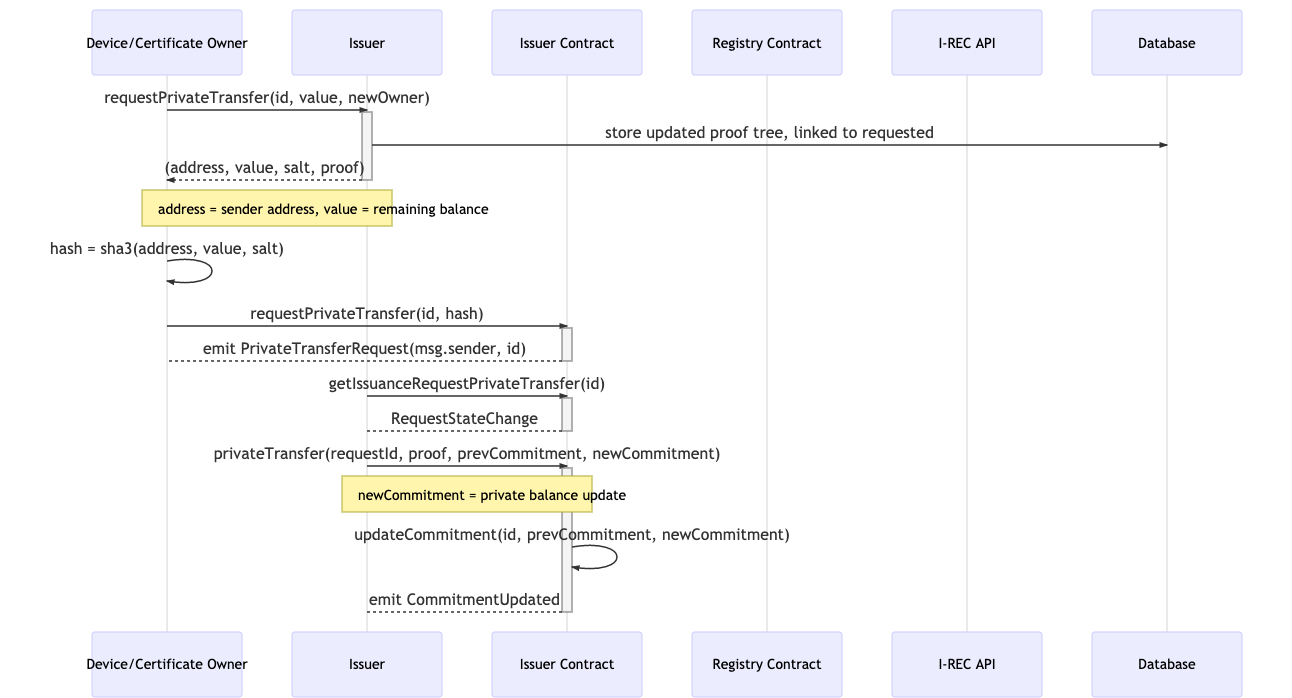 Device/Certificate Owner
Issuer
Issuer Contract
Registry Contract
I-REC API
Database
requestPrivateTransfer(id, value, newOwner)
store updated proof tree, linked to requested
(address, value, salt, proof)
address = sender address, value = remaining balance
hash = sha3(address, value, salt)
requestPrivateTransfer(id, hash)
emit PrivateTransferRequest(msg.sender, id)
getIssuanceRequestPrivateTransfer(id)
RequestStateChange
privateTransfer(requestId, proof, prevCommitment, newCommitment)
newCommitment = private balance update
updateCommitment(id, prevCommitment, newCommitment)
emit CommitmentUpdated
Device/Certificate Owner
Issuer
Issuer Contract
Registry Contract
I-REC API
Database